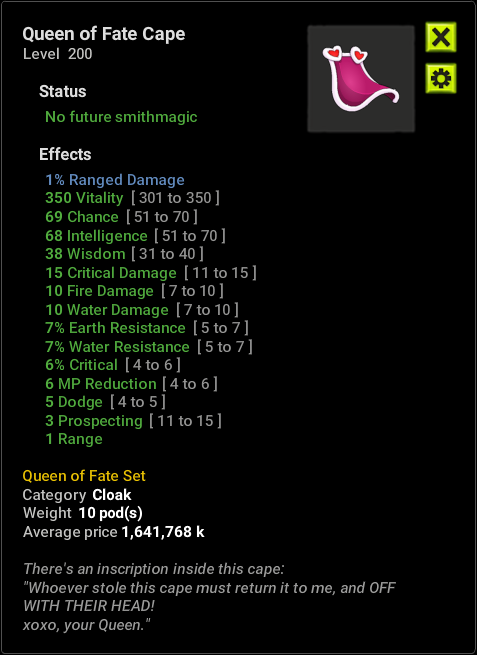 Queen of Fate Cape
Level 200
Status
No future smithmagic
Effects
1% Ranged Damage
350 Vitality [ 301 to 350 ]
69 Chance [ 51 to 70 ]
68 Intelligence [ 51 to 70 ]
38 Wisdom [ 31 to 40 ]
15 Critical Damage [ 11 to 15 ]
10 Fire Damage [ 7 to 10 ]
10 Water Damage [ 7 to 10 ]
7% Earth Resistance [ 5 to 7 ]
7% Water Resistance [ 5 to 7 ]
6% Critical [ 4 to 6 ]
6 MP Reduction [ 4 to 6 ]
5 Dodge [ 4 to 5 ]
3 Prospecting [ 11 to 15 ]
1 Range
Queen of Fate Set
Category Cloak
Weight 10 pod(s)
Average price 1,641,768 k
There's an inscription inside this cape:
"Whoever stole this cape must return it to me, and OFF
WITH THEIR HEAD!
xoxo, your Queen."